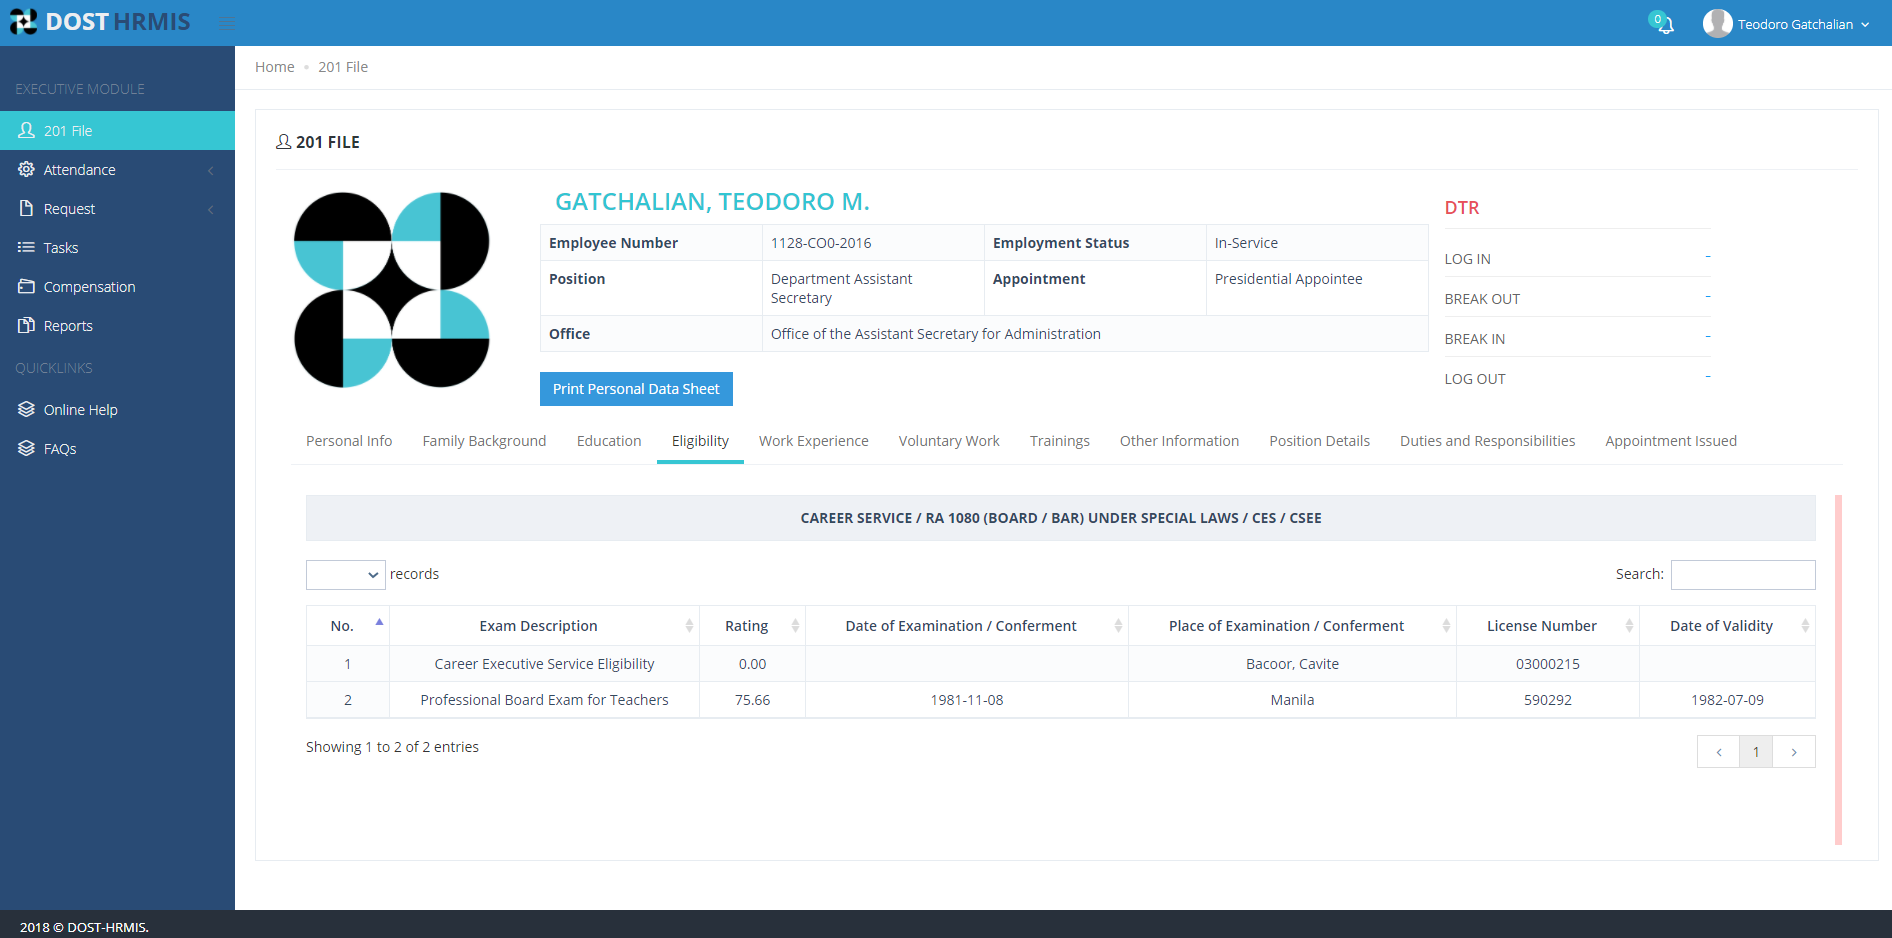 DOST HRMIS
0
Teodoro Gatchalian
Home • 201 File
EXECUTIVE MODULE
201 File
Attendance
Request
Tasks
Compensation
Reports
QUICKLINKS
Online Help
FAQs
201 FILE
GATCHALIAN, TEODORO M.
Employee Number 1128-CO0-2016 Employment Status In-Service
Position Department Assistant Secretary Appointment Presidential Appointee
Office Office of the Assistant Secretary for Administration
Print Personal Data Sheet
DTR
LOG IN -
BREAK OUT -
BREAK IN -
LOG OUT -
Personal Info Family Background Education Eligibility Work Experience Voluntary Work Trainings Other Information Position Details Duties and Responsibilities Appointment Issued
CAREER SERVICE / RA 1080 (BOARD / BAR) UNDER SPECIAL LAWS / CES / CSEE
records
Search:
No. Exam Description Rating Date of Examination / Conferment Place of Examination / Conferment License Number Date of Validity
1 Career Executive Service Eligibility 0.00 Bacoor, Cavite 03000215
2 Professional Board Exam for Teachers 75.66 1981-11-08 Manila 590292 1982-07-09
Showing 1 to 2 of 2 entries
‹ 1 ›
2018 © DOST-HRMIS.